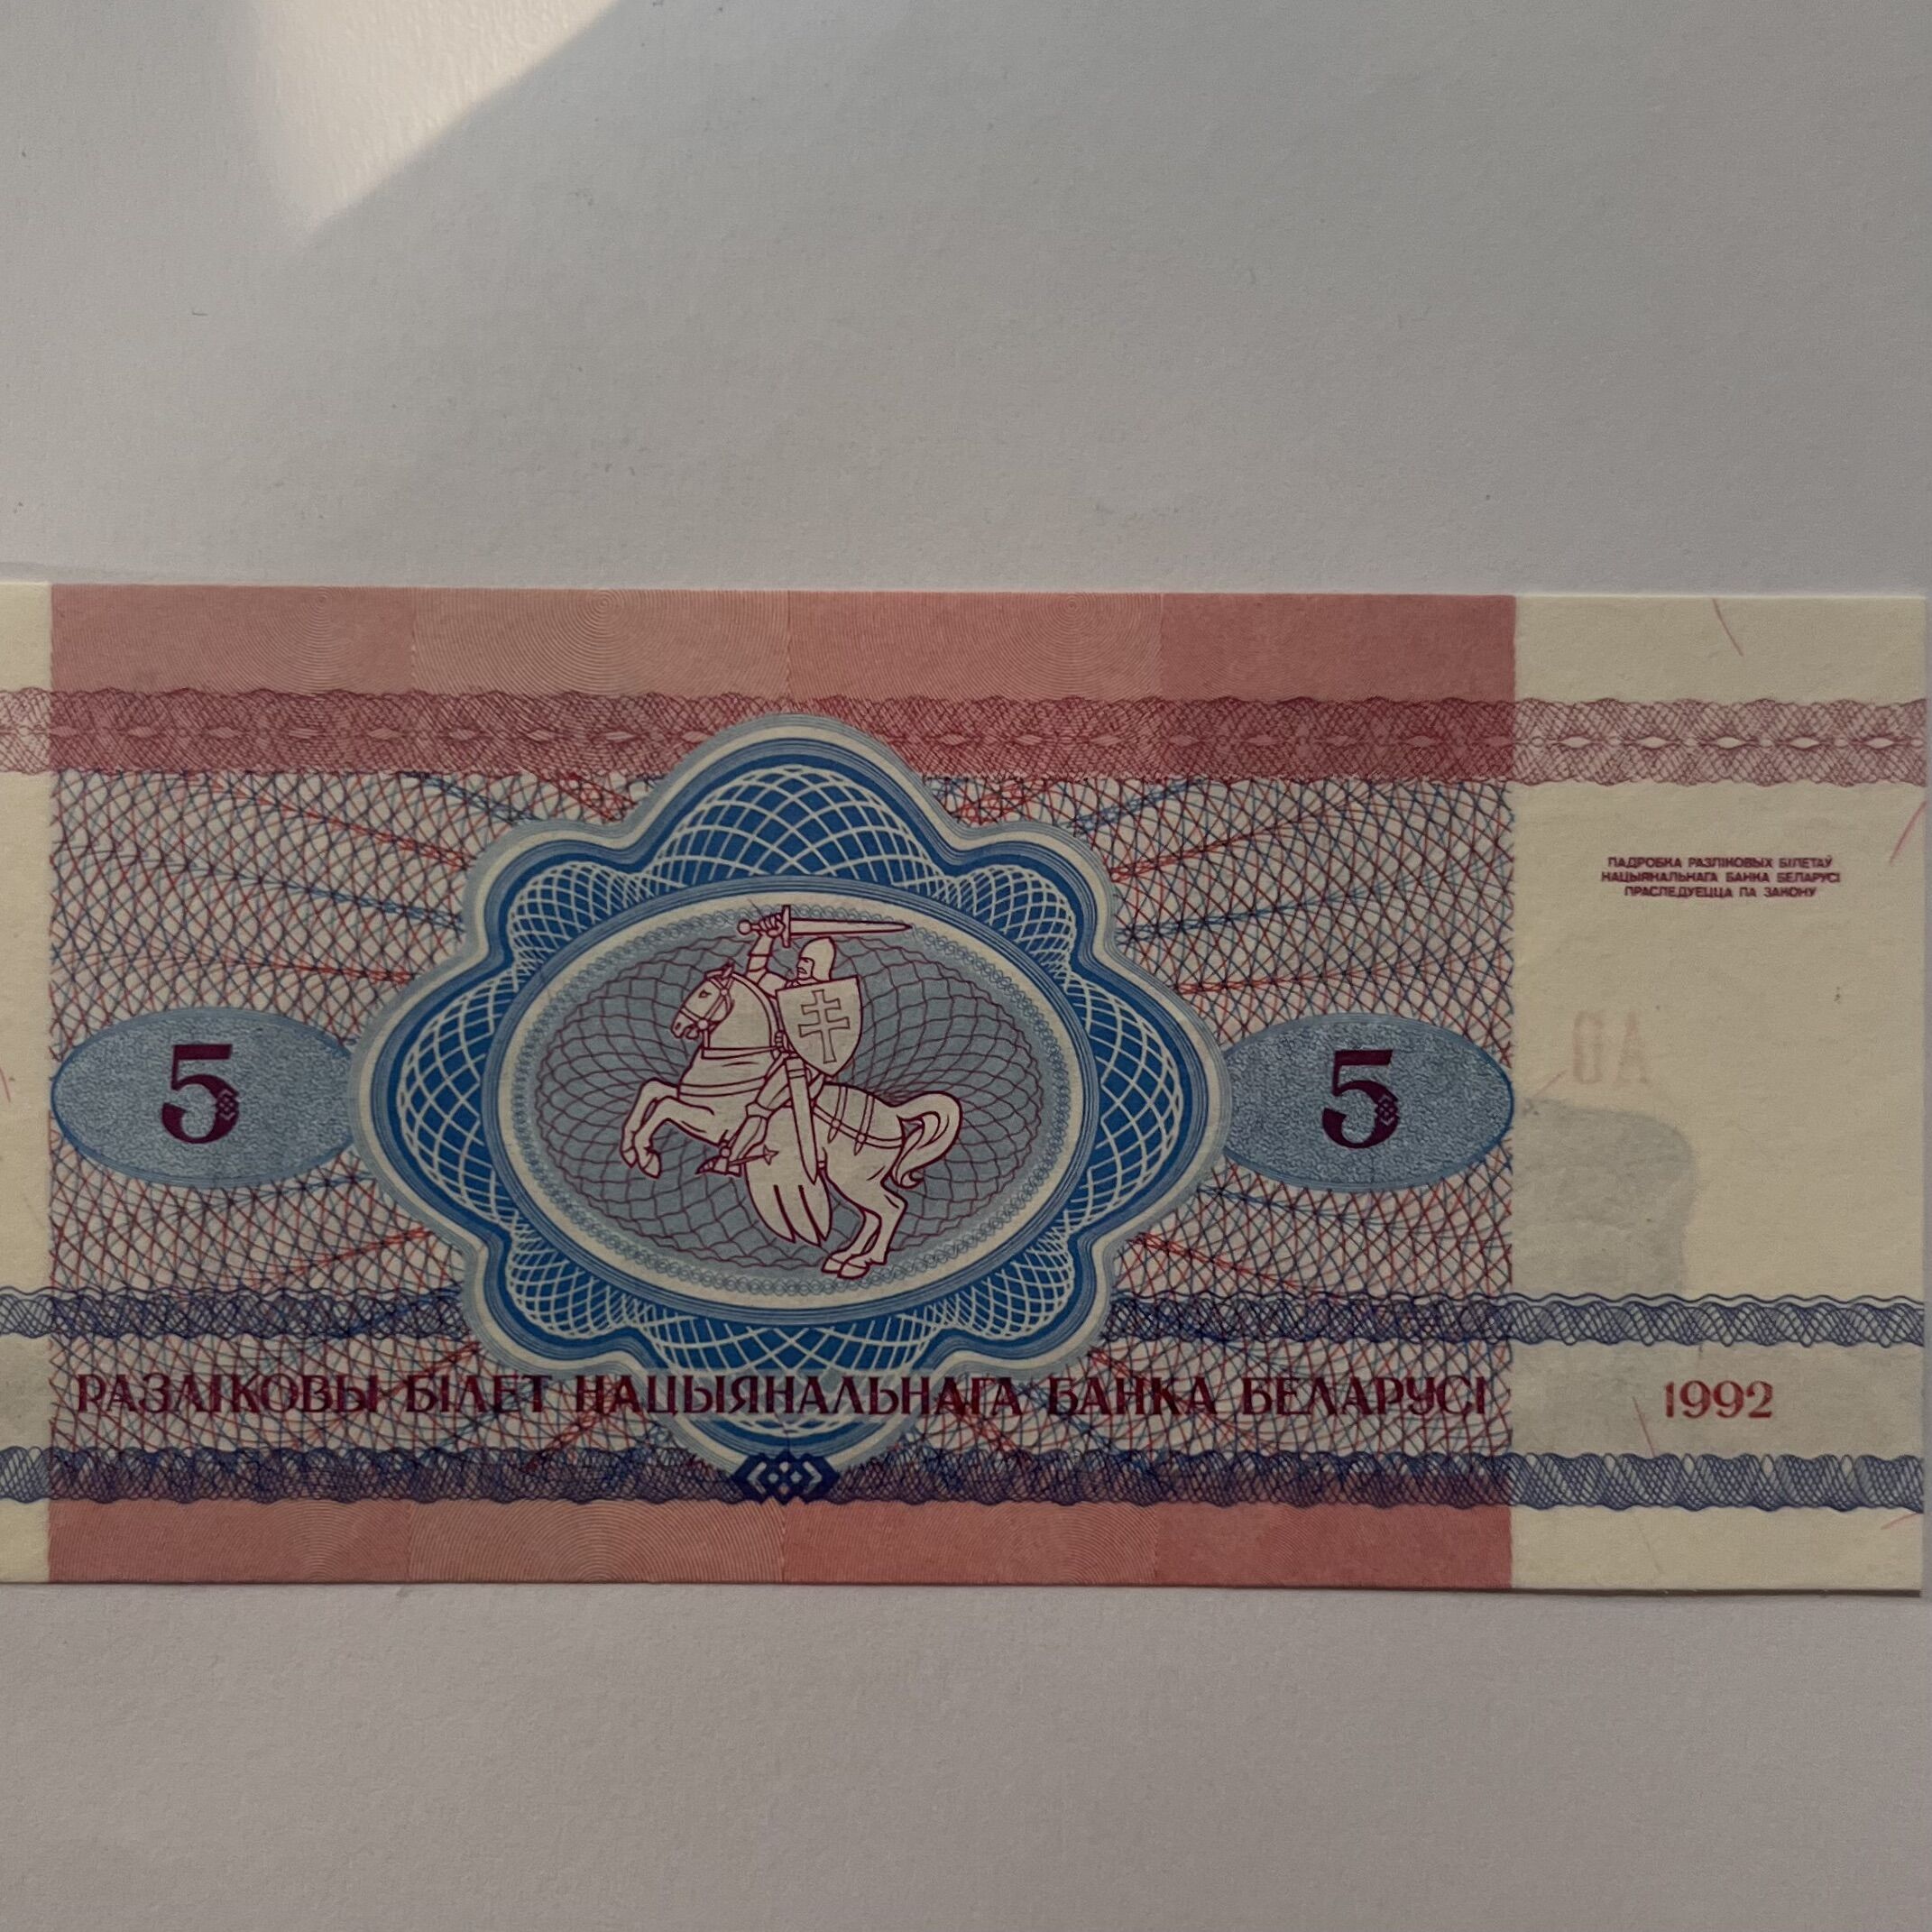 ПАДРОБКА РАЗЛІКОВЫХ БІЛЕТАЎ
НАЦЫЯНАЛЬНАГА БАНКА БЕЛАРУСІ
ПРАСЛЕДУЕЦЦА ПА ЗАКОНУ
5
5
РАЗЛІКОВЫ БІЛЕТ НАЦЫЯНАЛЬНАГА БАНКА БЕЛАРУСІ
1992